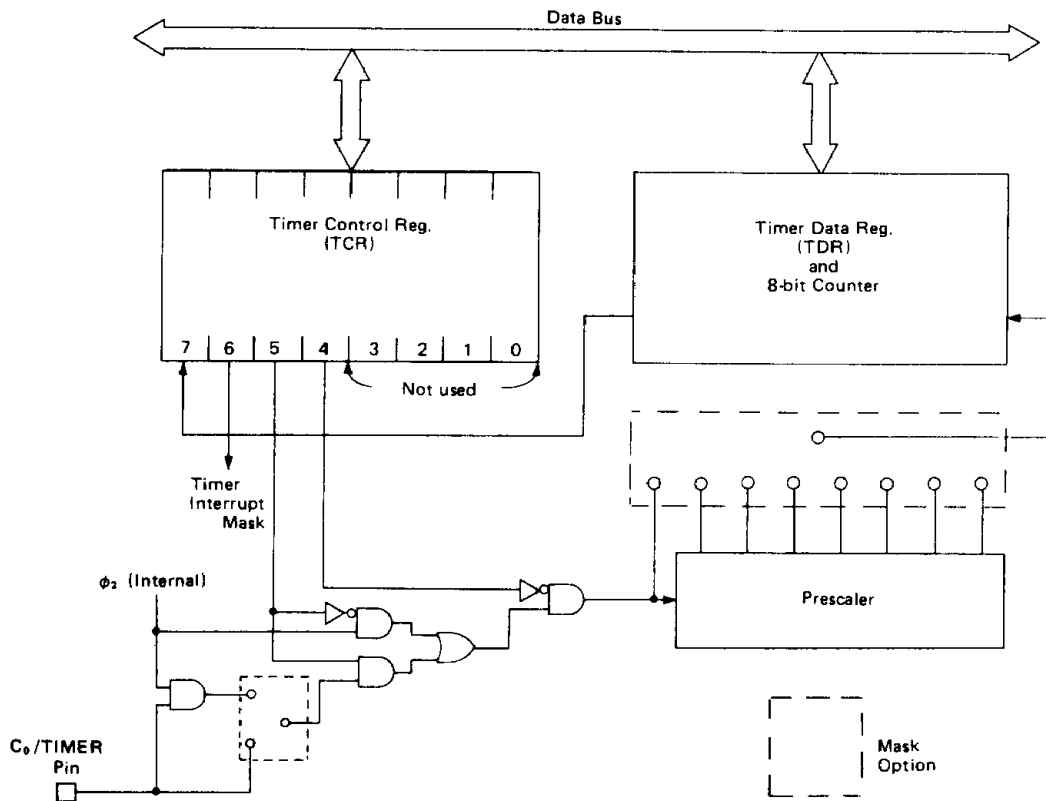 Data Bus
Timer Control Reg.
(TCR)
Timer Data Reg.
(TDR)
and
8-bit Counter
7 6 5 4 3 2 1 0
Not used
Timer
Interrupt
Mask
ϕ₂ (Internal)
Prescaler
C₀/TIMER
Pin
Mask
Option